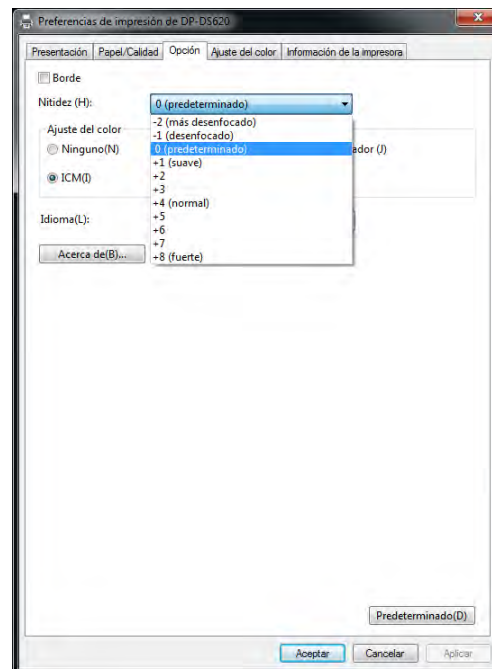 Preferencias de impresión de DP-DS620
Presentación Papel/Calidad Opción Ajuste del color Información de la impresora
Borde
Nitidez (H): 0 (predeterminado)
-2 (más desenfocado)
-1 (desenfocado)
0 (predeterminado)
+1 (suave)
+2
+3
+4 (normal)
+5
+6
+7
+8 (fuerte)
Ajuste del color
Ninguno(N) ador (J)
ICM(I)
Idioma(L):
Acerca de(B)...
Predeterminado(D)
Aceptar Cancelar Aplicar